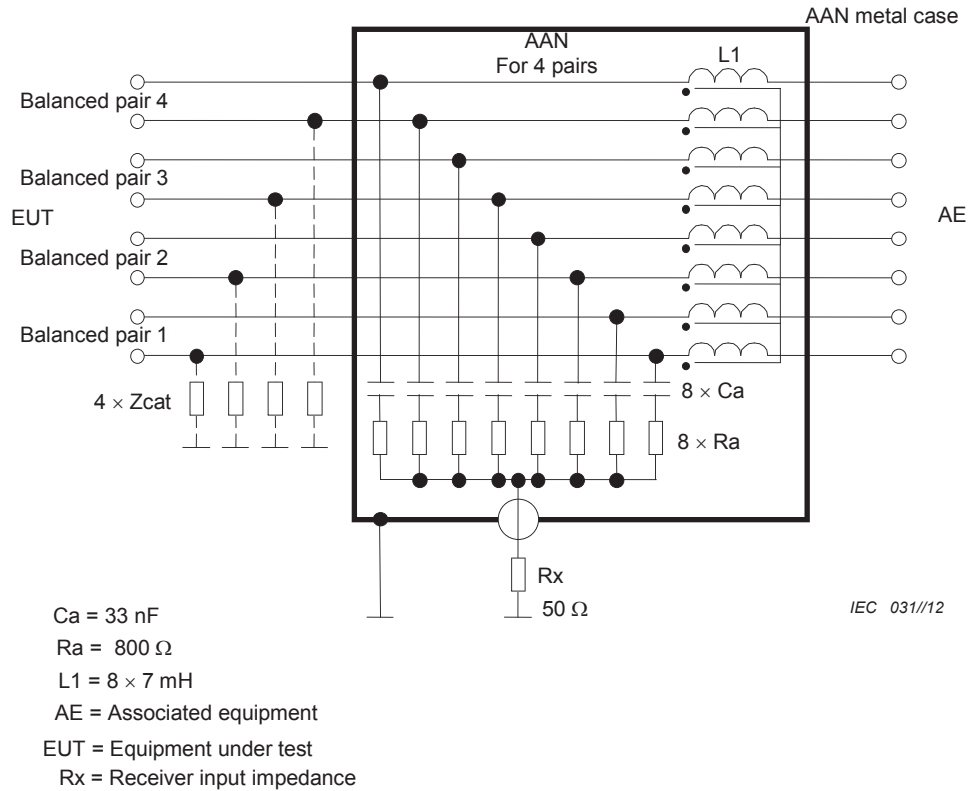 AAN metal case
AAN
For 4 pairs
L1
Balanced pair 4
Balanced pair 3
EUT
AE
Balanced pair 2
Balanced pair 1
4 × Zcat
8 × Ca
8 × Ra
Rx
50 Ω
IEC 031//12
Ca = 33 nF
Ra = 800 Ω
L1 = 8 × 7 mH
AE = Associated equipment
EUT = Equipment under test
Rx = Receiver input impedance